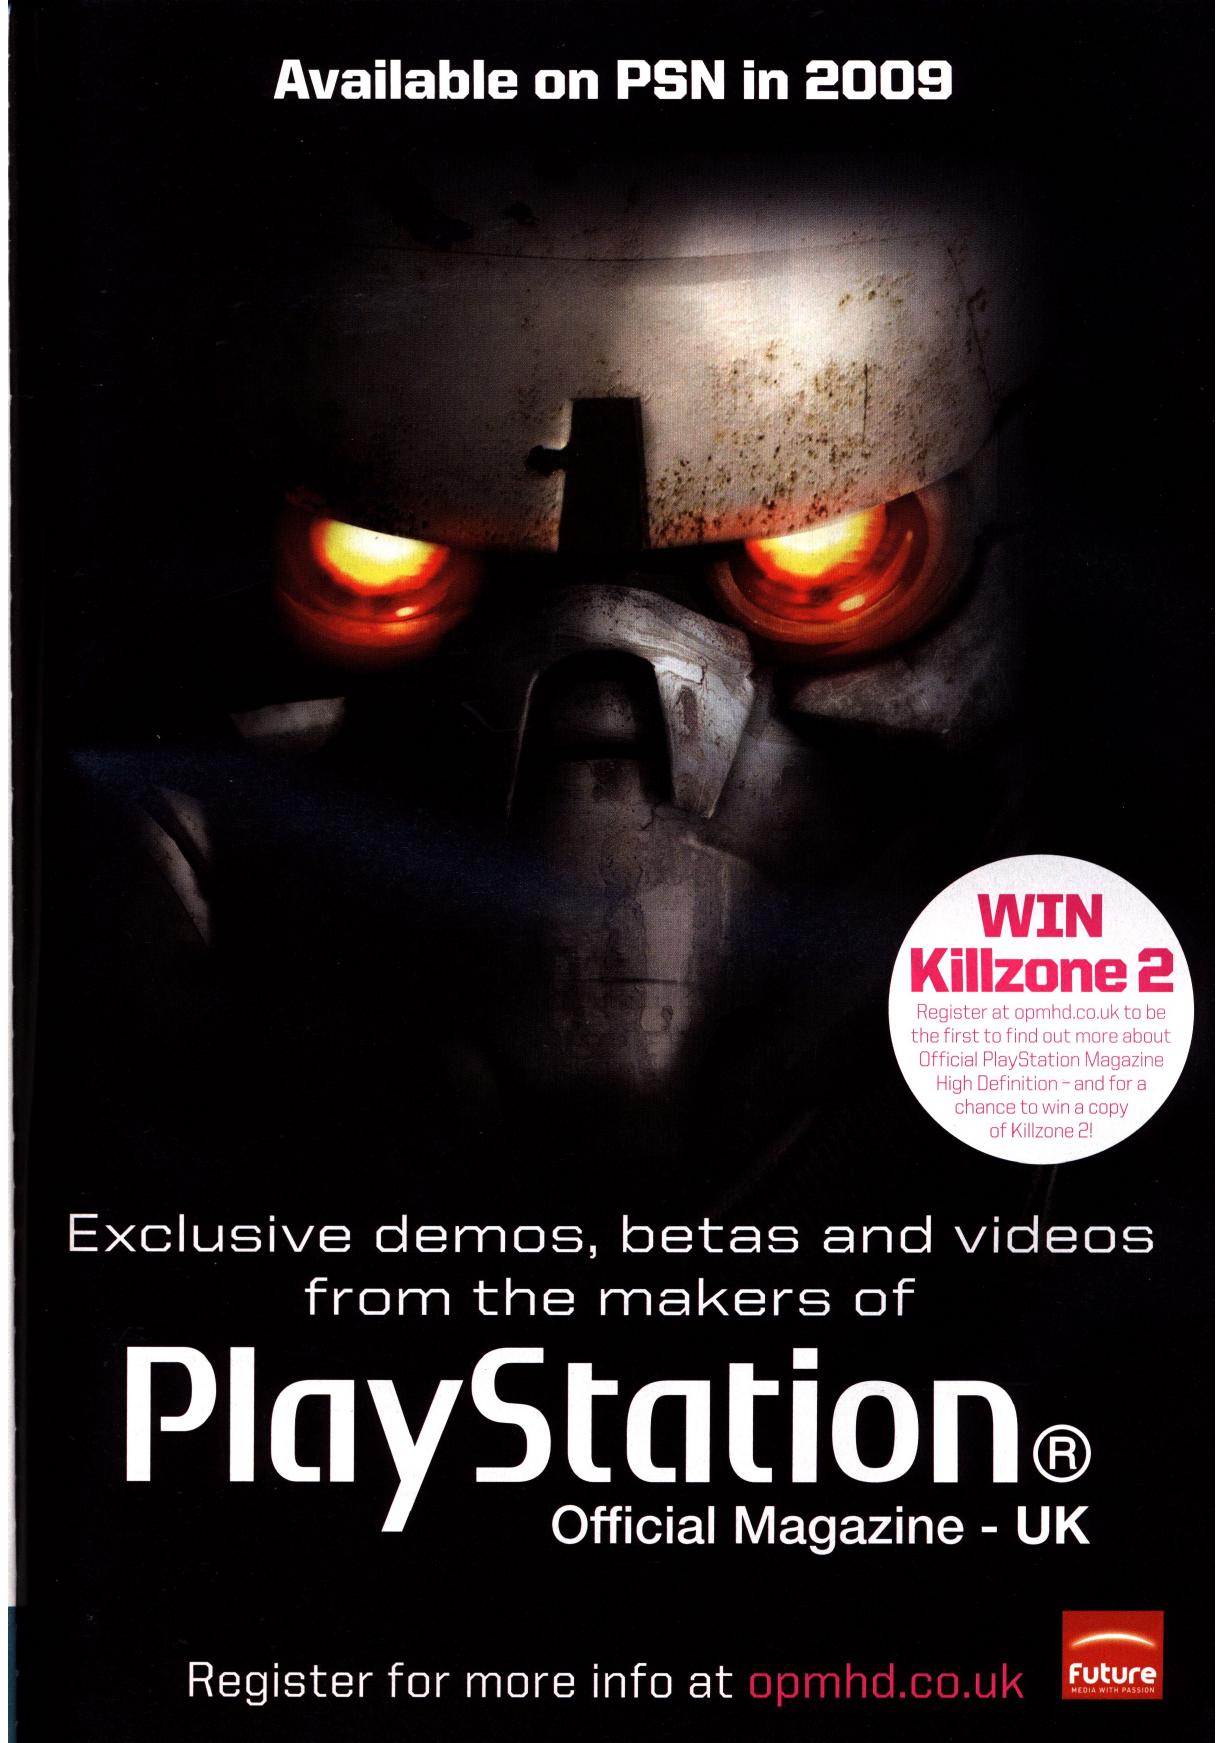 Available on PSN in 2009
WIN
Killzone 2
Register at opmhd.co.uk to be
the first to find out more about
Official PlayStation Magazine
High Definition – and for a
chance to win a copy
of Killzone 2!
Exclusive demos, betas and videos
from the makers of
PlayStation®
Official Magazine - UK
Register for more info at opmhd.co.uk
Future
MEDIA WITH PASSION